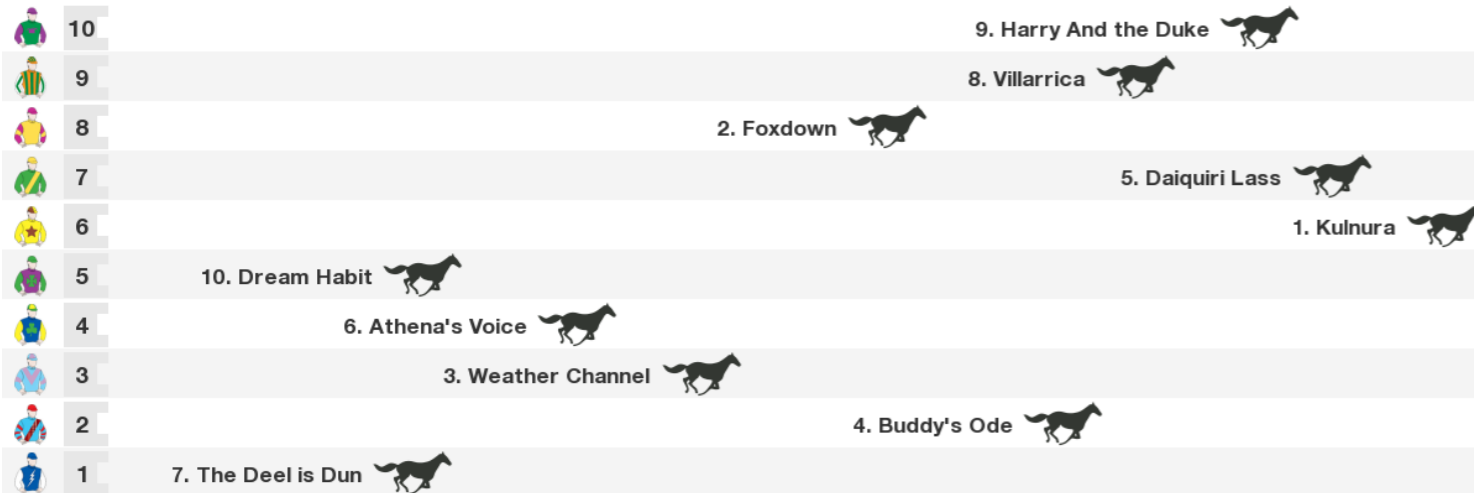 10 9. Harry And the Duke
9 8. Villarrica
8 2. Foxdown
7 5. Daiquiri Lass
6 1. Kulnura
5 10. Dream Habit
4 6. Athena's Voice
3 3. Weather Channel
2 4. Buddy's Ode
1 7. The Deel is Dun